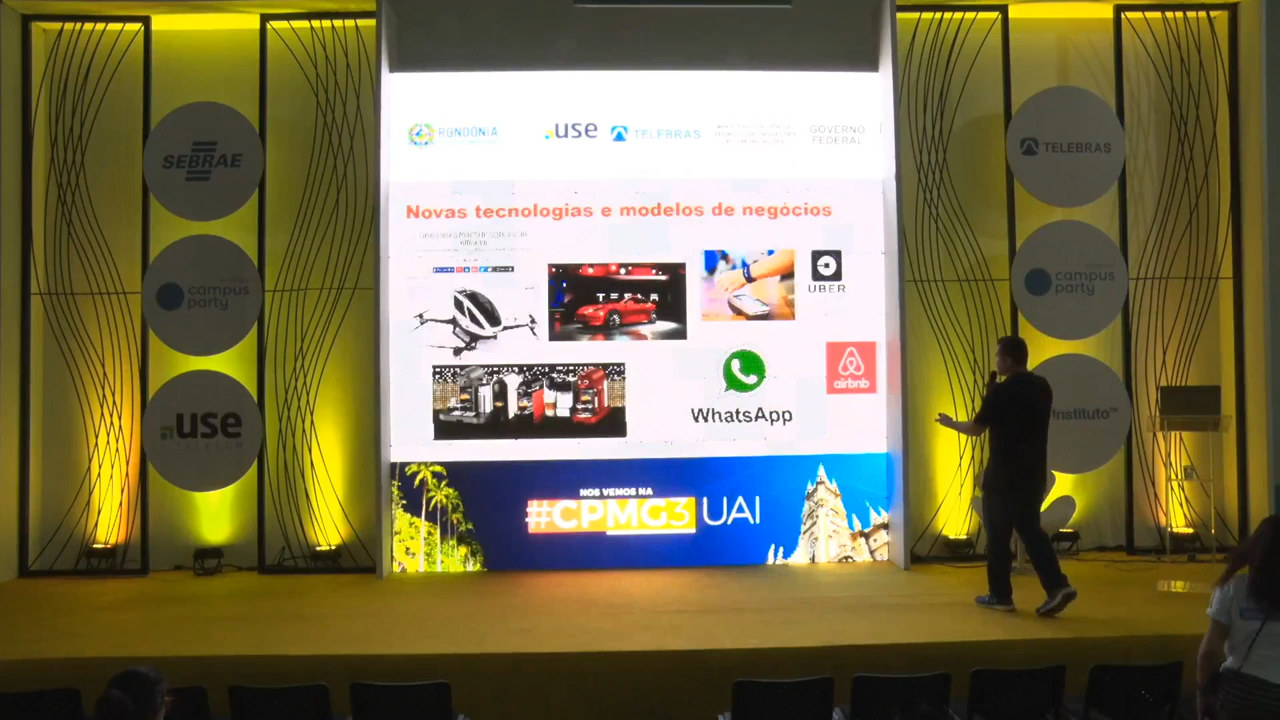 SEBRAE
campus
party
use
TELECOM
RONDÔNIA
use
TELEBRAS
GOVERNO
FEDERAL
Novas tecnologias e modelos de negócios
TESLA
UBER
WhatsApp
airbnb
NOS VEMOS NA
#CPMG3 UAI
TELEBRAS
campus
party
Instituto